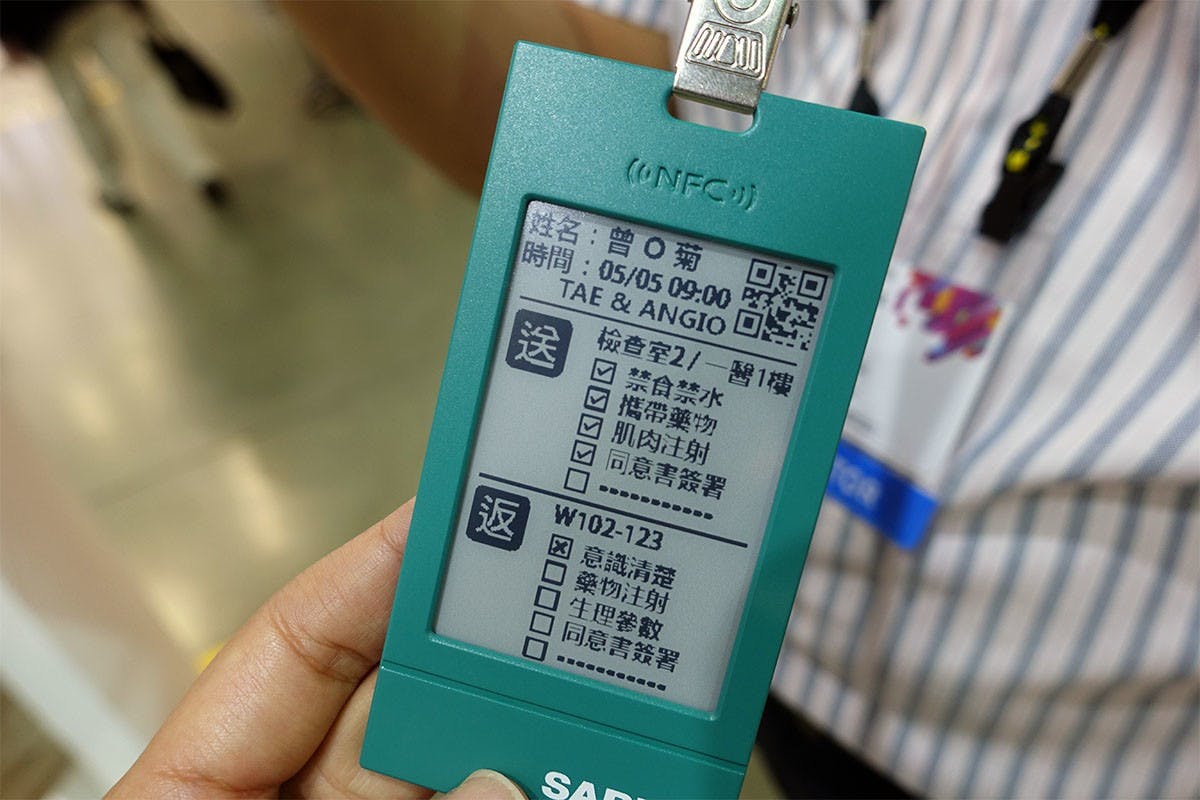 NFC
姓名：曾O菊
時間：05/05 09:00
TAE & ANGIO
送
檢查室2/一醫1樓
☑ 禁食禁水
☑ 攜帶藥物
☑ 肌肉注射
☑ 同意書簽署
☐ ------------
返
W102-123
☒ 意識清楚
☐ 藥物注射
☐ 生理參數
☐ 同意書簽署
☐ ------------